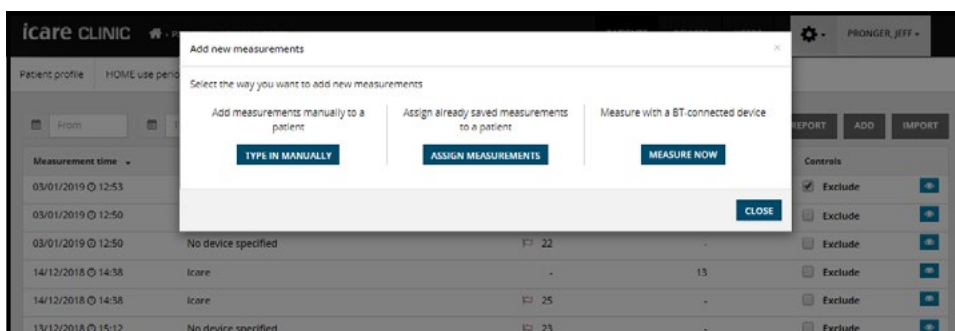 icare CLINIC
PRONGER, JEFF
Add new measurements
×
Patient profile HOME use perio
Select the way you want to add new measurements
Add measurements manually to a patient
TYPE IN MANUALLY
Assign already saved measurements to a patient
ASSIGN MEASUREMENTS
Measure with a BT-connected device
MEASURE NOW
CLOSE
From
REPORT ADD IMPORT
Measurement time Controls
03/01/2019 12:53 Exclude
03/01/2019 12:50 Exclude
03/01/2019 12:50 No device specified 22 - Exclude
14/12/2018 14:38 Icare - 13 Exclude
14/12/2018 14:38 Icare 25 - Exclude
13/12/2018 15:12 No device specified 23 - Exclude